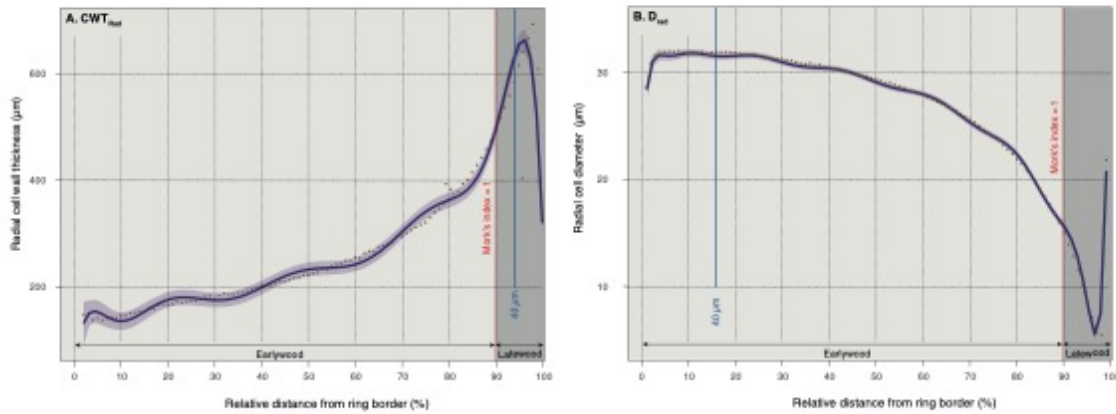 A. CWT Rad
Radial cell wall thickness (µm)
600
400
200
Mork's index = 1
60 µm
Earlywood
Latewood
0 10 20 30 40 50 60 70 80 90 100
Relative distance from ring border (%)
B. D rad
Radial cell diameter (µm)
30
20
10
Mork's index = 1
Earlywood
Latewood
0 10 20 30 40 50 60 70 80 90 100
Relative distance from ring border (%)